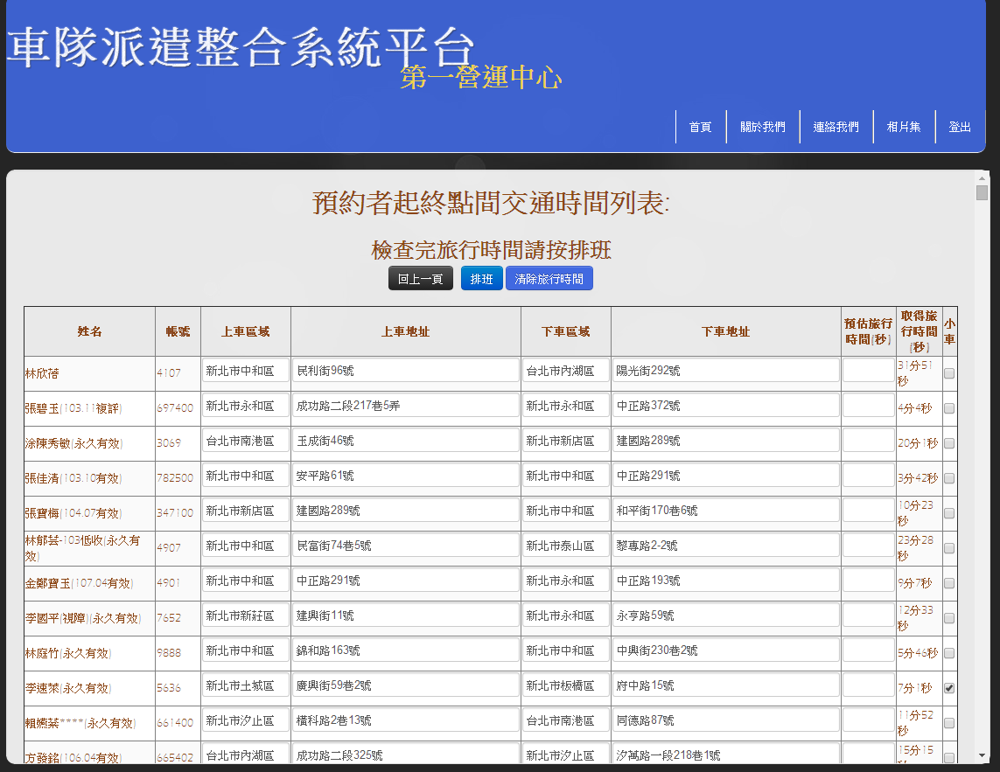 車隊派遣整合系統平台
第一營運中心
首頁 關於我們 連絡我們 相片集 登出
預約者起終點間交通時間列表:
檢查完旅行時間請按排班
回上一頁 排班 清除旅行時間
姓名 帳號 上車區域 上車地址 下車區域 下車地址 預估旅行時間(秒) 取得旅行時間(秒) 小車
林欣蓓 4107 新北市中和區 民利街96號 台北市內湖區 陽光街292號 31分51秒
張碧玉(103.11複評) 697400 新北市永和區 成功路二段217巷5弄 新北市永和區 中正路372號 4分4秒
涂陳秀敏(永久有效) 3069 台北市南港區 玉成街46號 新北市新店區 建國路289號 20分1秒
張佳清(103.10有效) 782500 新北市中和區 安平路61號 新北市中和區 中正路291號 3分42秒
張寶梅(104.07有效) 347100 新北市新店區 建國路289號 新北市中和區 和平街170巷6號 10分23秒
林郁芸-103低收(永久有效) 4907 新北市中和區 民富街74巷5號 新北市泰山區 黎專路2-2號 23分28秒
金鄭寶玉(107.04有效) 4901 新北市中和區 中正路291號 新北市永和區 中正路193號 9分7秒
李國平(視障)(永久有效) 7652 新北市新莊區 建興街11號 新北市中和區 永亨路59號 12分33秒
林庭竹(永久有效) 9888 新北市中和區 錦和路163號 新北市中和區 中興街230巷2號 5分46秒
李速萊(永久有效) 5636 新北市土城區 廣興街59巷2號 新北市板橋區 府中路15號 7分1秒
賴嬿棻****(永久有效) 661400 新北市汐止區 橫科路2巷13號 台北市南港區 同德路87號 11分52秒
方發銘(106.04有效) 665402 台北市內湖區 成功路二段325號 新北市汐止區 汐萬路一段218巷1號 15分15秒